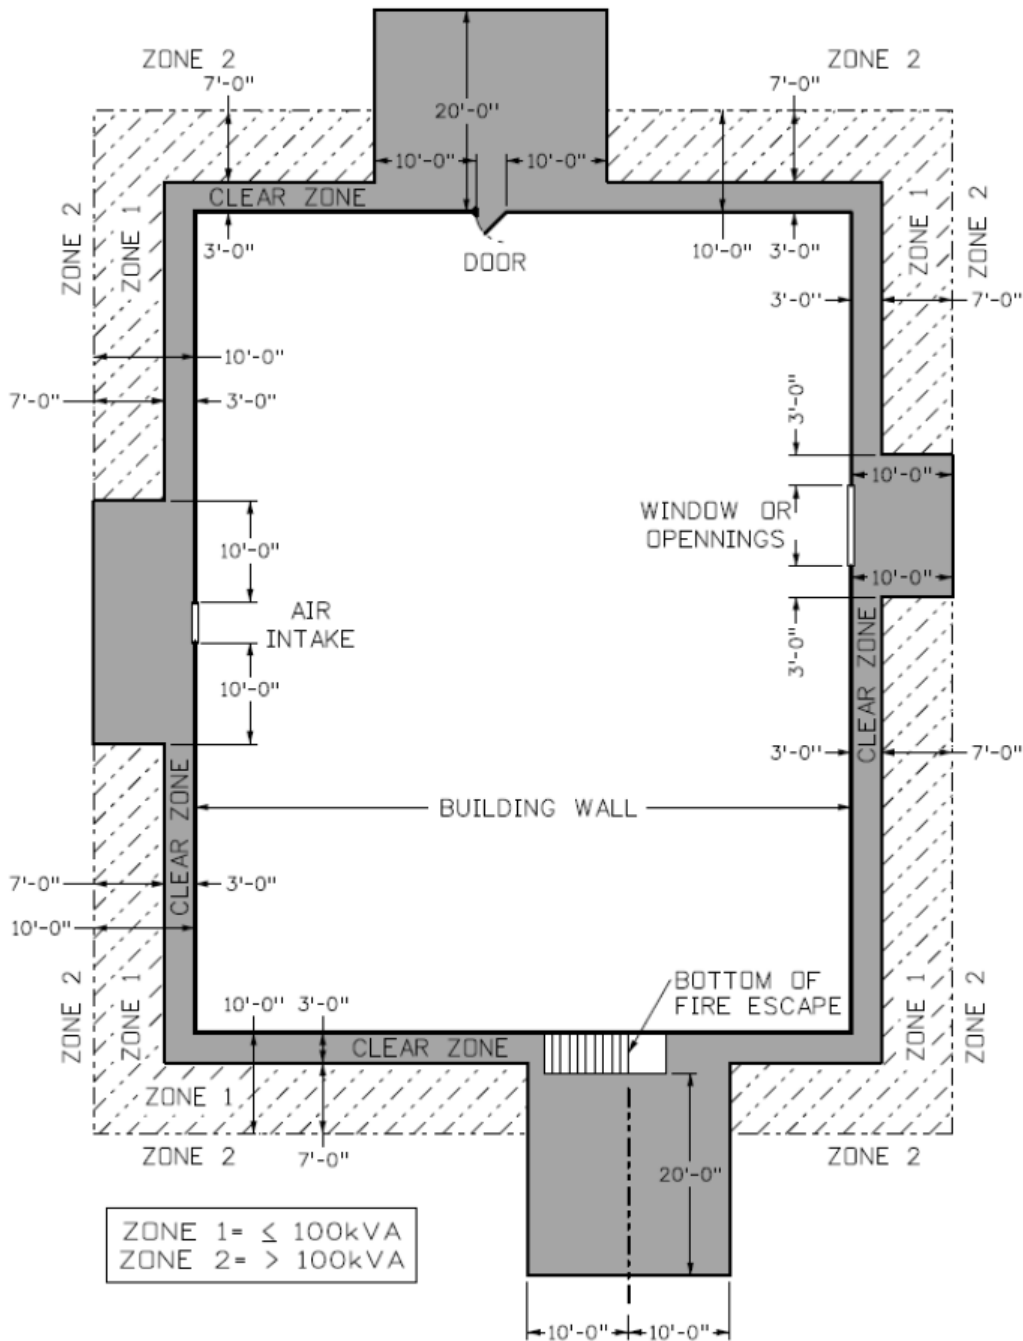 ZONE 2
ZONE 2
7'-0"
7'-0"
20'-0"
10'-0"
10'-0"
CLEAR ZONE
ZONE 2
ZONE 1
ZONE 1
ZONE 2
3'-0"
10'-0"
3'-0"
DOOR
3'-0"
7'-0"
10'-0"
7'-0"
3'-0"
3'-0"
10'-0"
WINDOW OR
OPENNINGS
10'-0"
10'-0"
AIR
INTAKE
3'-0"
10'-0"
CLEAR ZONE
3'-0"
7'-0"
CLEAR ZONE
BUILDING WALL
7'-0"
3'-0"
10'-0"
ZONE 2
ZONE 1
BOTTOM OF
FIRE ESCAPE
ZONE 1
ZONE 2
10'-0"
3'-0"
CLEAR ZONE
ZONE 1
ZONE 2
7'-0"
ZONE 2
20'-0"
ZONE 1= ≤ 100kVA
ZONE 2= > 100kVA
10'-0"
10'-0"